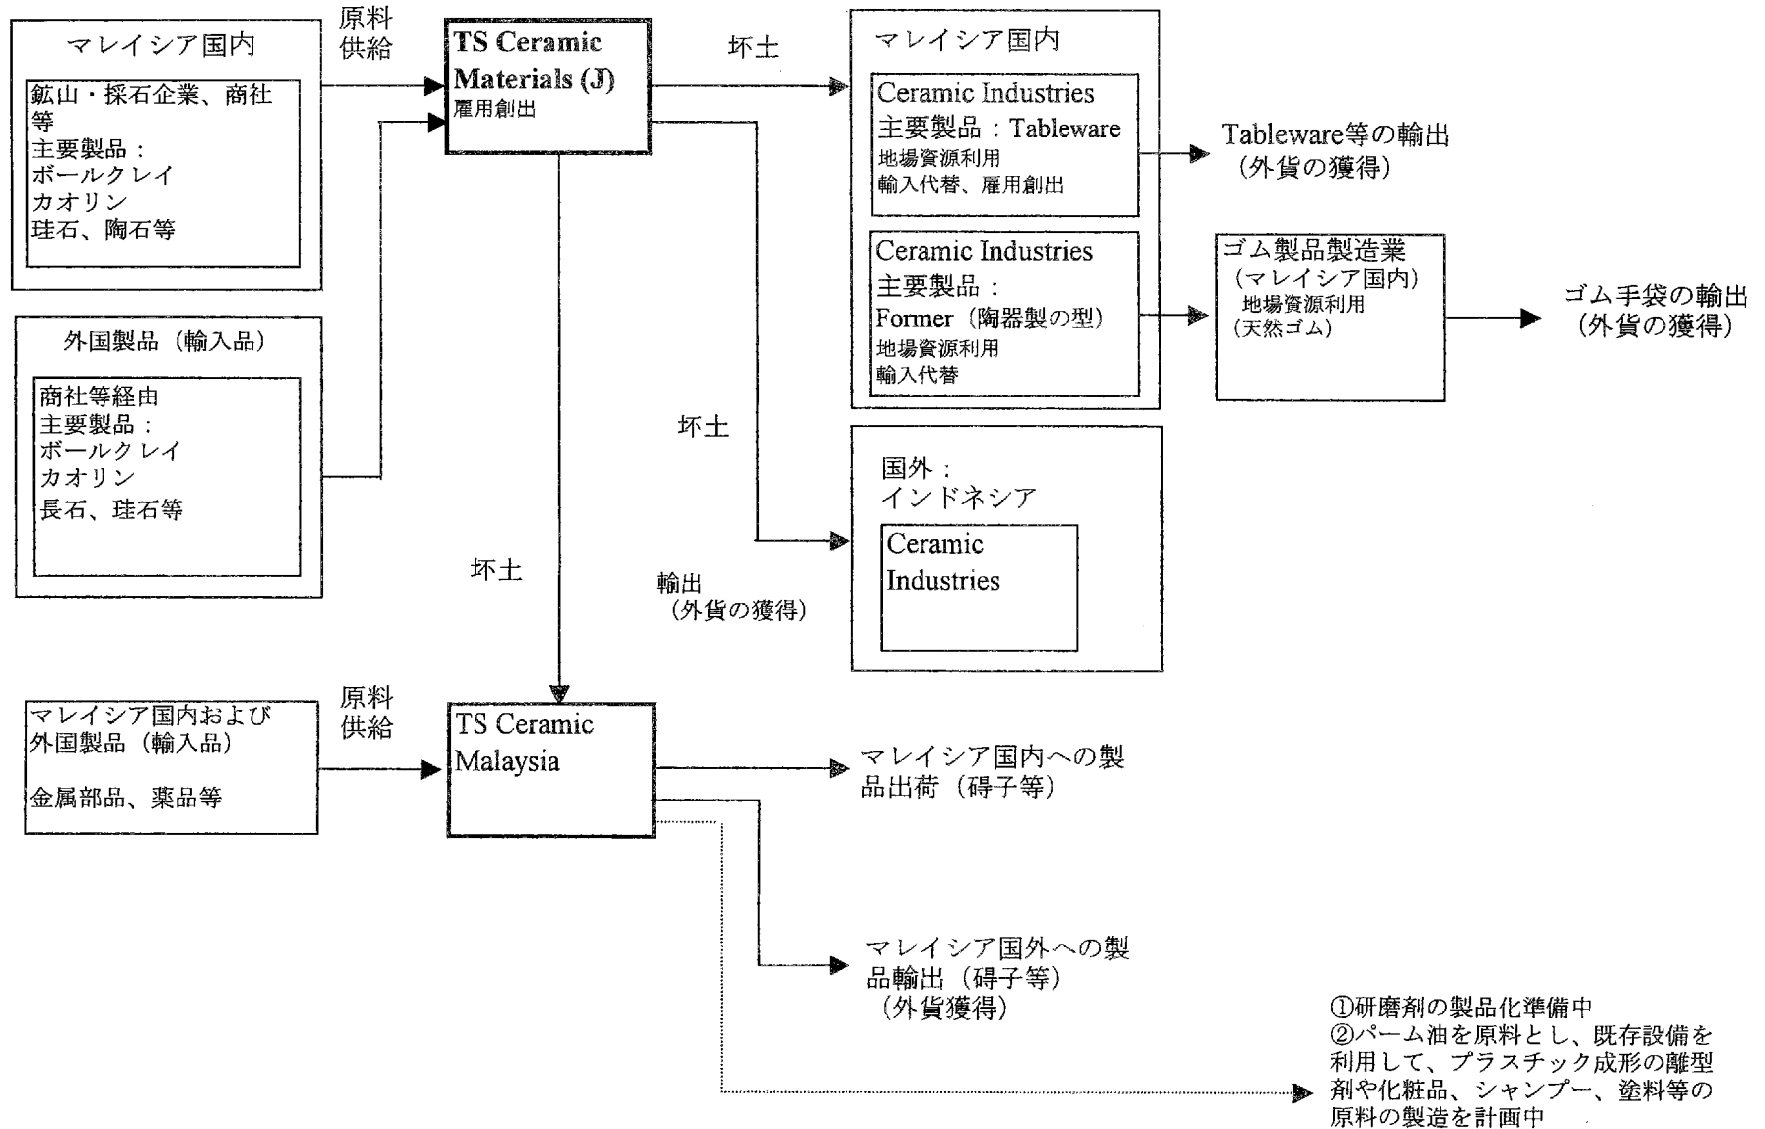 マレイシア国内
鉱山・採石企業、商社
等
主要製品：
ボールクレイ
カオリン
珪石、陶石等
原料
供給
外国製品（輸入品）
商社等経由
主要製品：
ボールクレイ
カオリン
長石、珪石等
TS Ceramic
Materials (J)
雇用創出
坏土
マレイシア国内
Ceramic Industries
主要製品：Tableware
地場資源利用
輸入代替、雇用創出
Tableware等の輸出
（外貨の獲得）
Ceramic Industries
主要製品：
Former（陶器製の型）
地場資源利用
輸入代替
ゴム製品製造業
（マレイシア国内）
地場資源利用
（天然ゴム）
ゴム手袋の輸出
（外貨の獲得）
坏土
国外：
インドネシア
Ceramic
Industries
輸出
（外貨の獲得）
坏土
マレイシア国内および
外国製品（輸入品）
金属部品、薬品等
原料
供給
TS Ceramic
Malaysia
マレイシア国内への製
品出荷（碍子等）
マレイシア国外への製
品輸出（碍子等）
（外貨獲得）
①研磨剤の製品化準備中
②パーム油を原料とし、既存設備を
利用して、プラスチック成形の離型
剤や化粧品、シャンプー、塗料等の
原料の製造を計画中